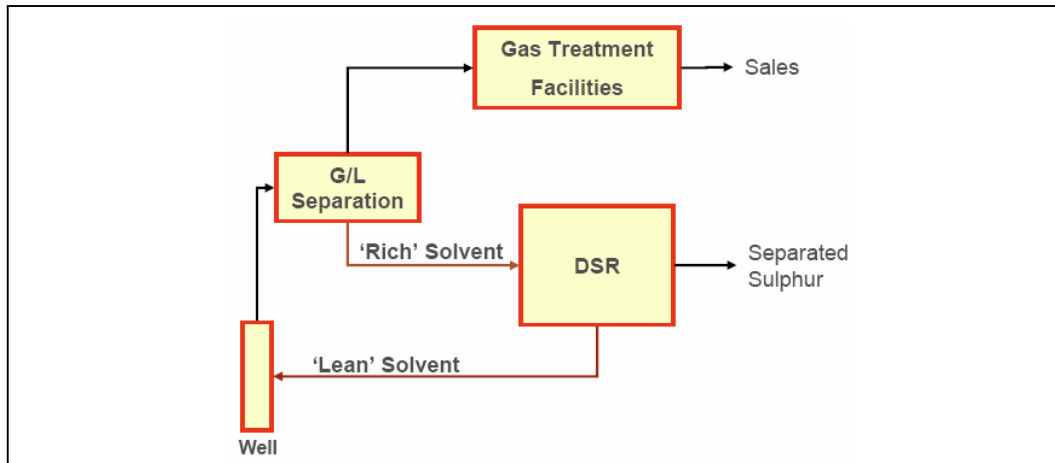 Gas Treatment
Facilities
Sales
G/L
Separation
‘Rich’ Solvent
DSR
Separated
Sulphur
‘Lean’ Solvent
Well